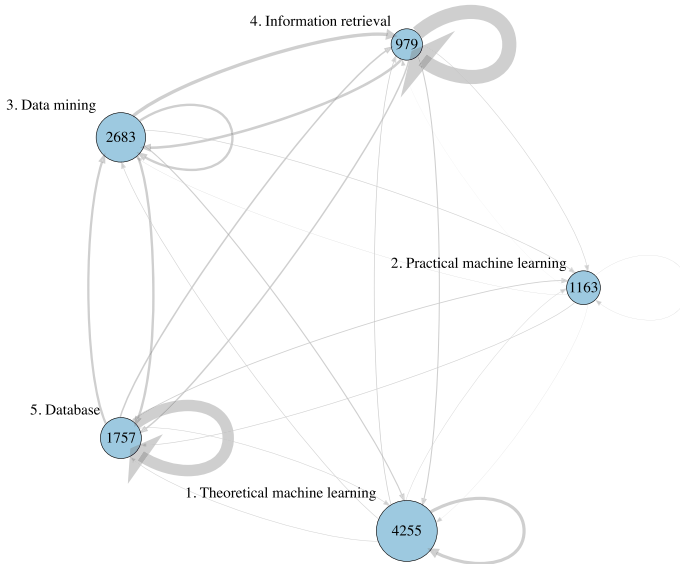 4. Information retrieval
979
3. Data mining
2683
2. Practical machine learning
1163
5. Database
1757
1. Theoretical machine learning
4255